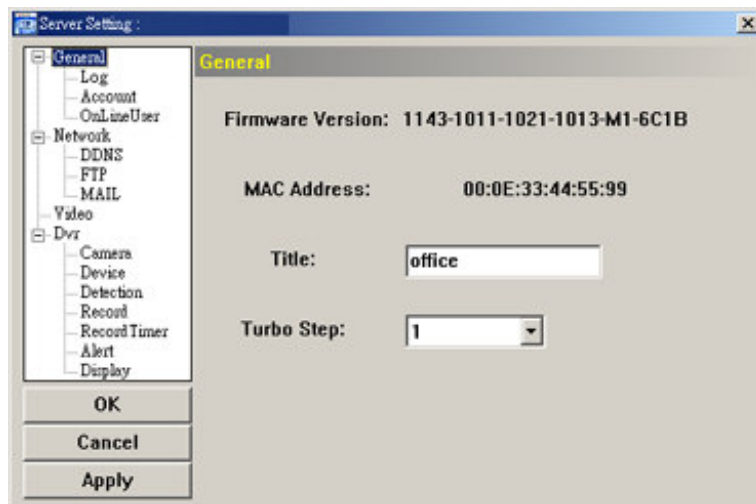 Server Setting :
General
Log
Account
OnLineUser
Network
DDNS
FTP
MAIL
Video
Dvr
Camera
Device
Detection
Record
RecordTimer
Alert
Display
OK
Cancel
Apply
General
Firmware Version: 1143-1011-1021-1013-M1-6C1B
MAC Address: 00:0E:33:44:55:99
Title: office
Turbo Step: 1